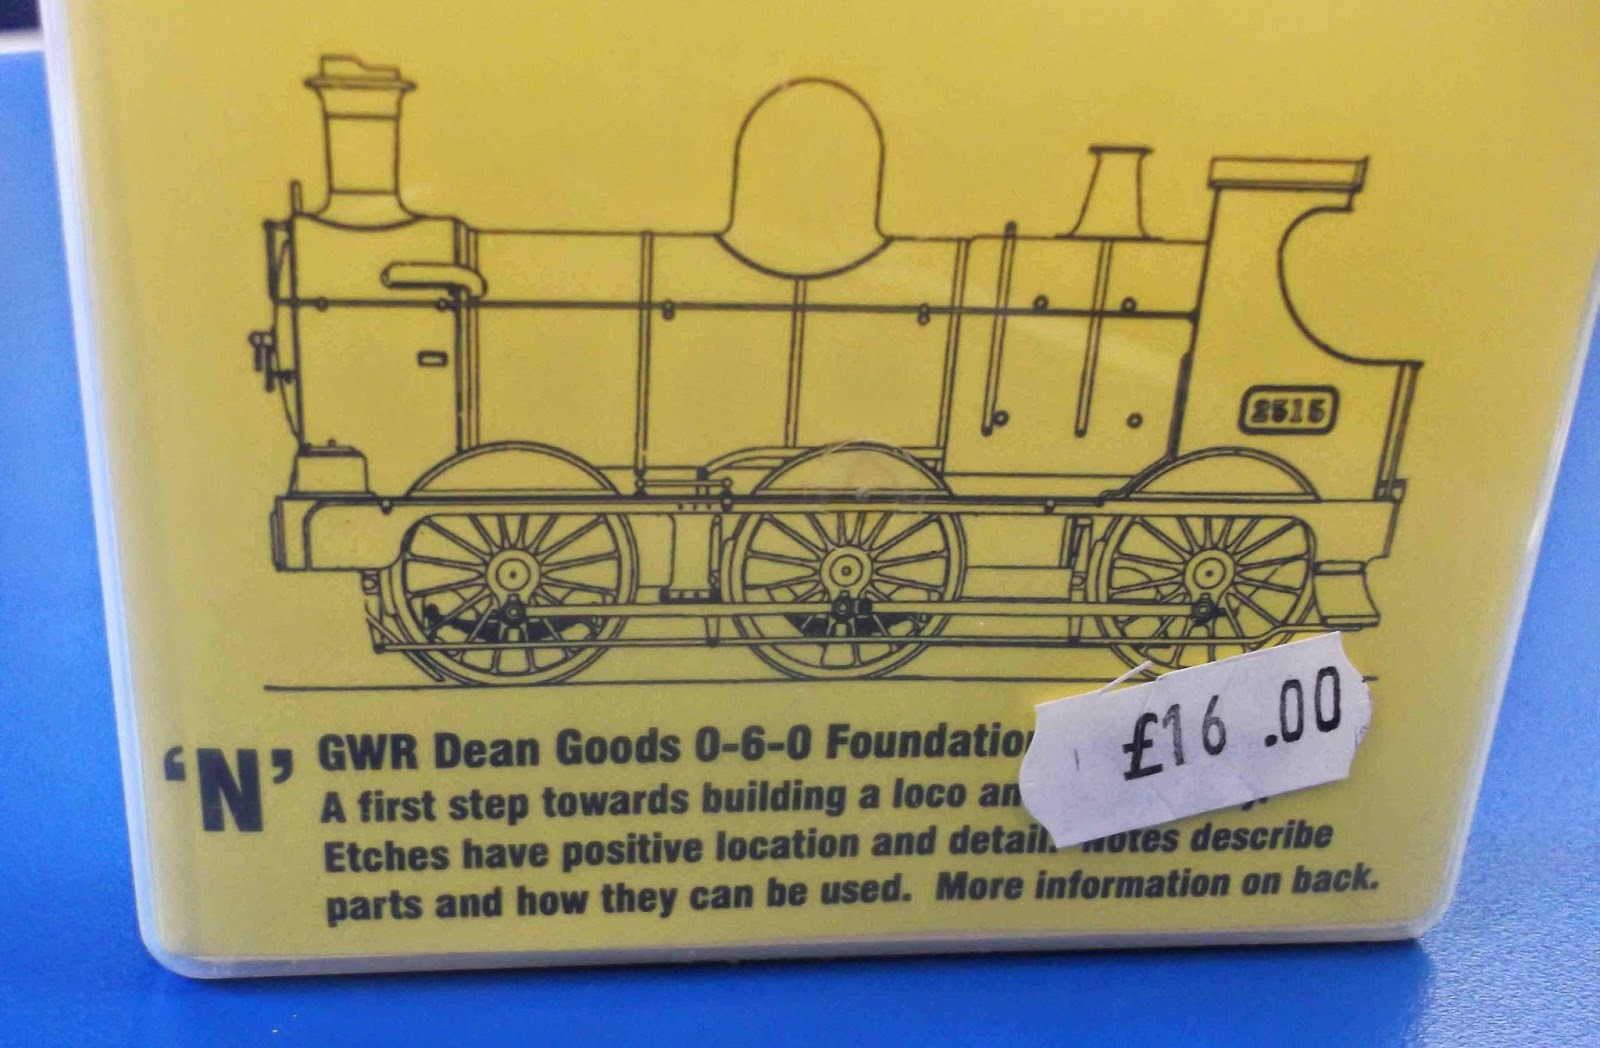 2515
'N' GWR Dean Goods 0-6-0 Foundation
A first step towards building a loco
Etches have positive location and detail. Notes describe
parts and how they can be used. More information on back.
£16.00